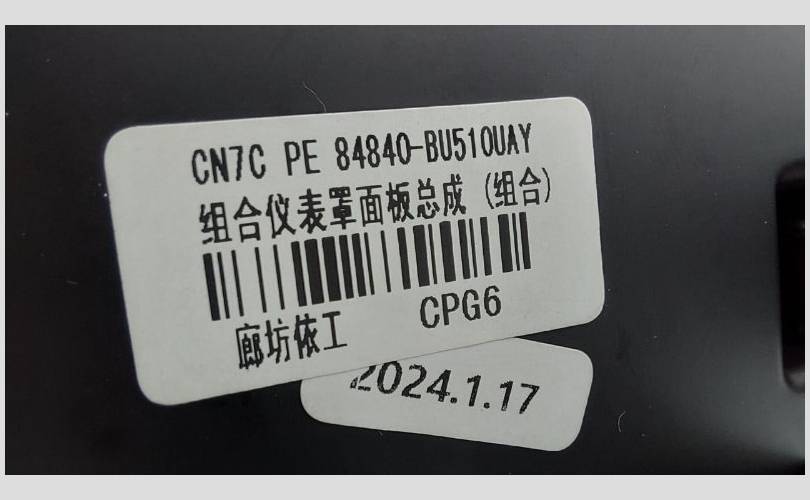 CN7C PE 84840-BU510UAY
组合仪表罩面板总成 (组合)
CPG6
廊坊依工
2024.1.17